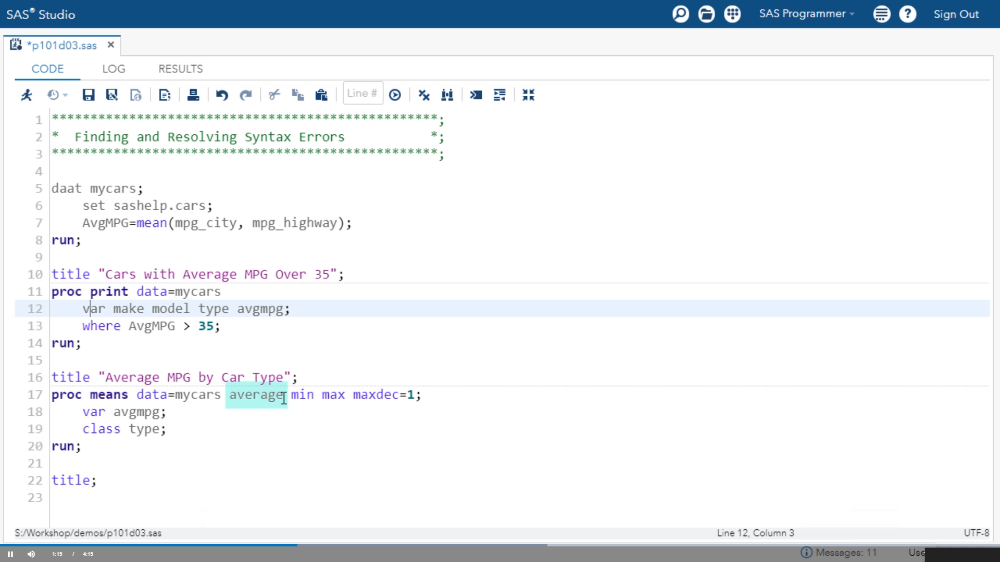 SAS® Studio
SAS Programmer
Sign Out
*p101d03.sas
CODE LOG RESULTS
Line #
1 **************************************************;
2 *  Finding and Resolving Syntax Errors           *;
3 **************************************************;
4
5 daat mycars;
6     set sashelp.cars;
7     AvgMPG=mean(mpg_city, mpg_highway);
8 run;
9
10 title "Cars with Average MPG Over 35";
11 proc print data=mycars
12     var make model type avgmpg;
13     where AvgMPG > 35;
14 run;
15
16 title "Average MPG by Car Type";
17 proc means data=mycars average min max maxdec=1;
18     var avgmpg;
19     class type;
20 run;
21
22 title;
23
S:/Workshop/demos/p101d03.sas
Line 12, Column 3
UTF-8
1:15 / 4:15
Messages: 11